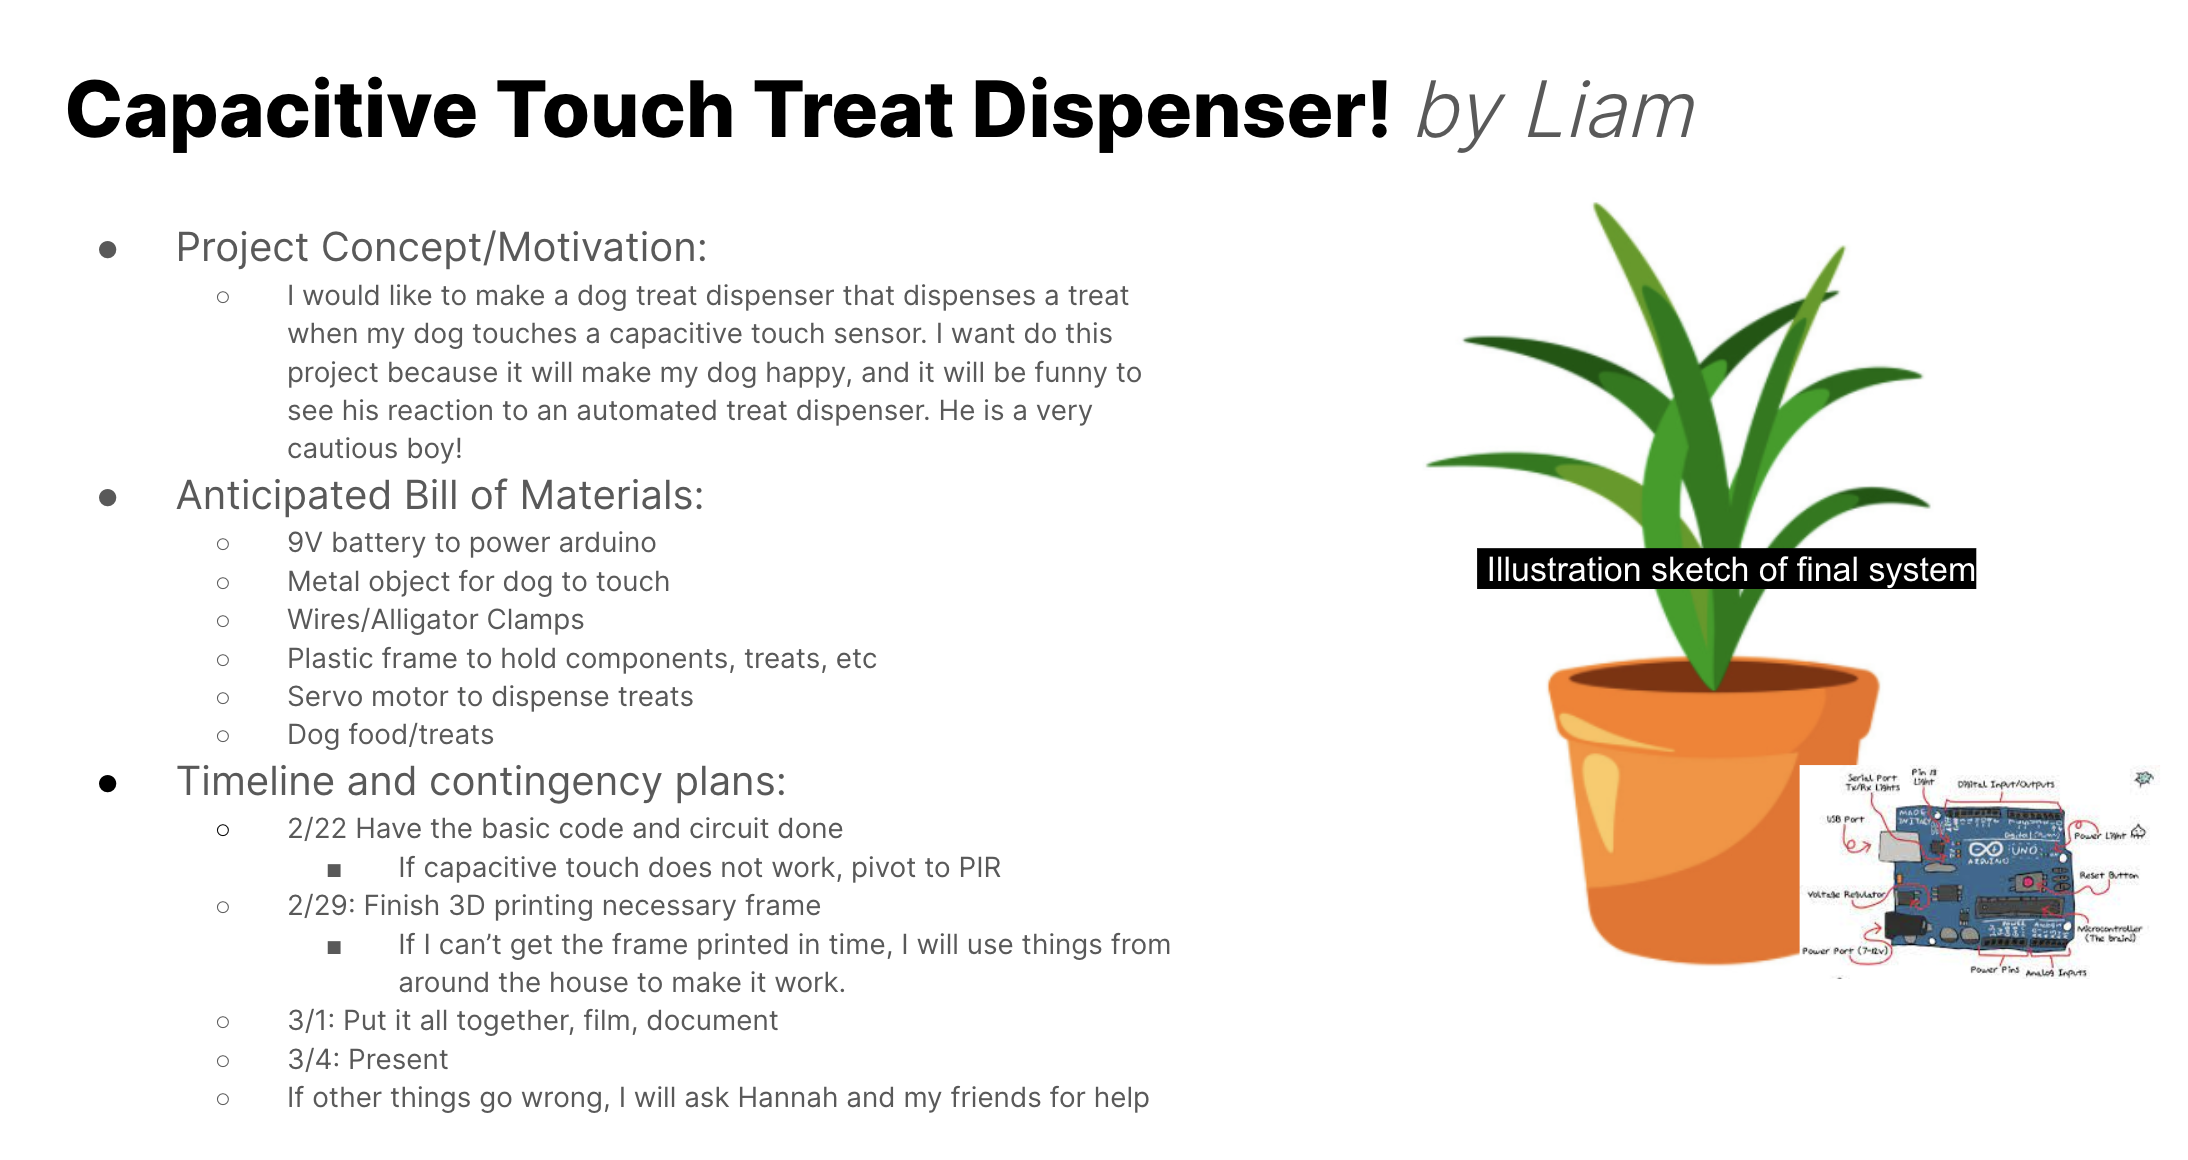 Capacitive Touch Treat Dispenser! by Liam
● Project Concept/Motivation:
○ I would like to make a dog treat dispenser that dispenses a treat
when my dog touches a capacitive touch sensor. I want do this
project because it will make my dog happy, and it will be funny to
see his reaction to an automated treat dispenser. He is a very
cautious boy!
● Anticipated Bill of Materials:
○ 9V battery to power arduino
○ Metal object for dog to touch
○ Wires/Alligator Clamps
○ Plastic frame to hold components, treats, etc
○ Servo motor to dispense treats
○ Dog food/treats
● Timeline and contingency plans:
○ 2/22 Have the basic code and circuit done
■ If capacitive touch does not work, pivot to PIR
○ 2/29: Finish 3D printing necessary frame
■ If I can’t get the frame printed in time, I will use things from
around the house to make it work.
○ 3/1: Put it all together, film, document
○ 3/4: Present
○ If other things go wrong, I will ask Hannah and my friends for help
Illustration sketch of final system
Serial Port
Tx/Rx Lights
Pin 13
Light
Digital Input/Outputs
USB Port
Power Light
MADE
IN ITALY
UNO
ARDUINO
Reset Button
Voltage Regulator
Microcontroller
(The brain!)
Power Port (7-12v)
Power Pins
Analog Inputs